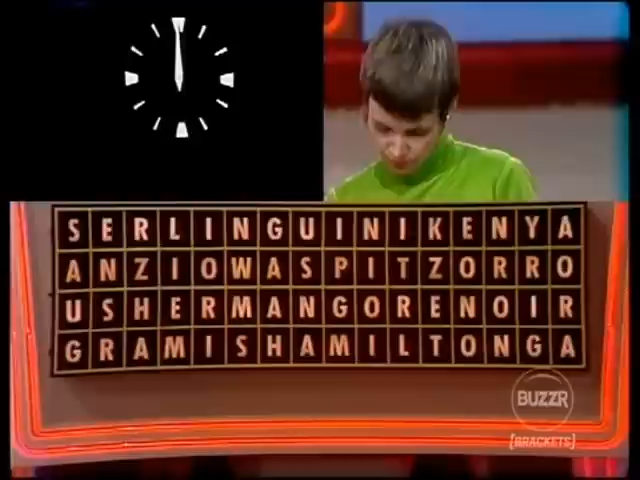 SERLINGUINIKENYA
ANZIOWASPITZORRO
USHERMANGORENOIR
GRAMISHAMILTONGA
BUZZR
[BRACKETS]